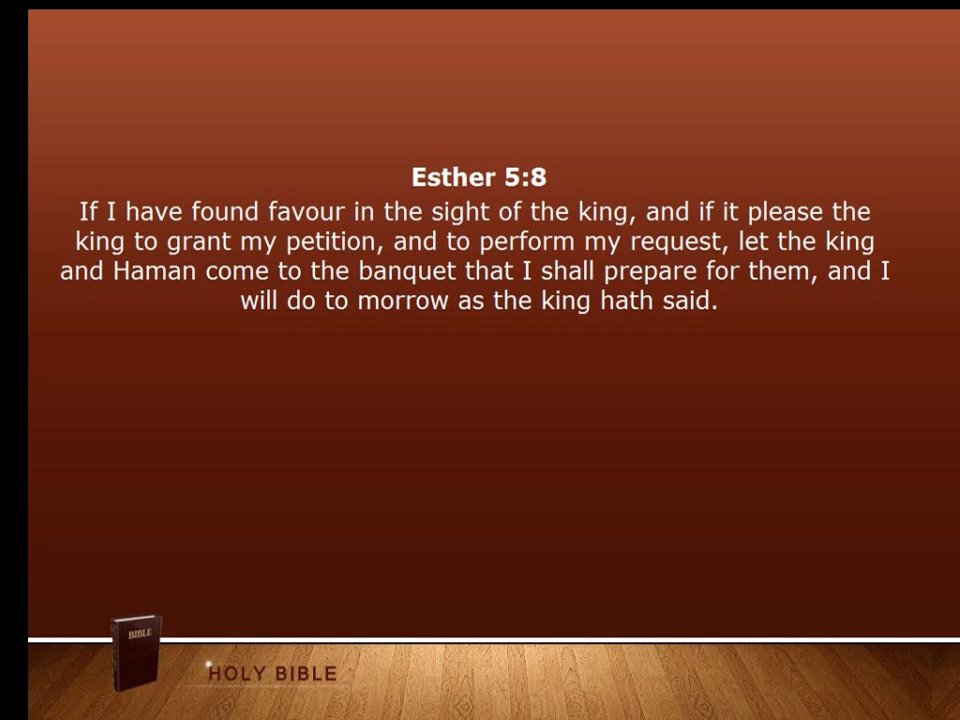 Esther 5:8
If I have found favour in the sight of the king, and if it please the
king to grant my petition, and to perform my request, let the king
and Haman come to the banquet that I shall prepare for them, and I
will do to morrow as the king hath said.
BIBLE
HOLY BIBLE